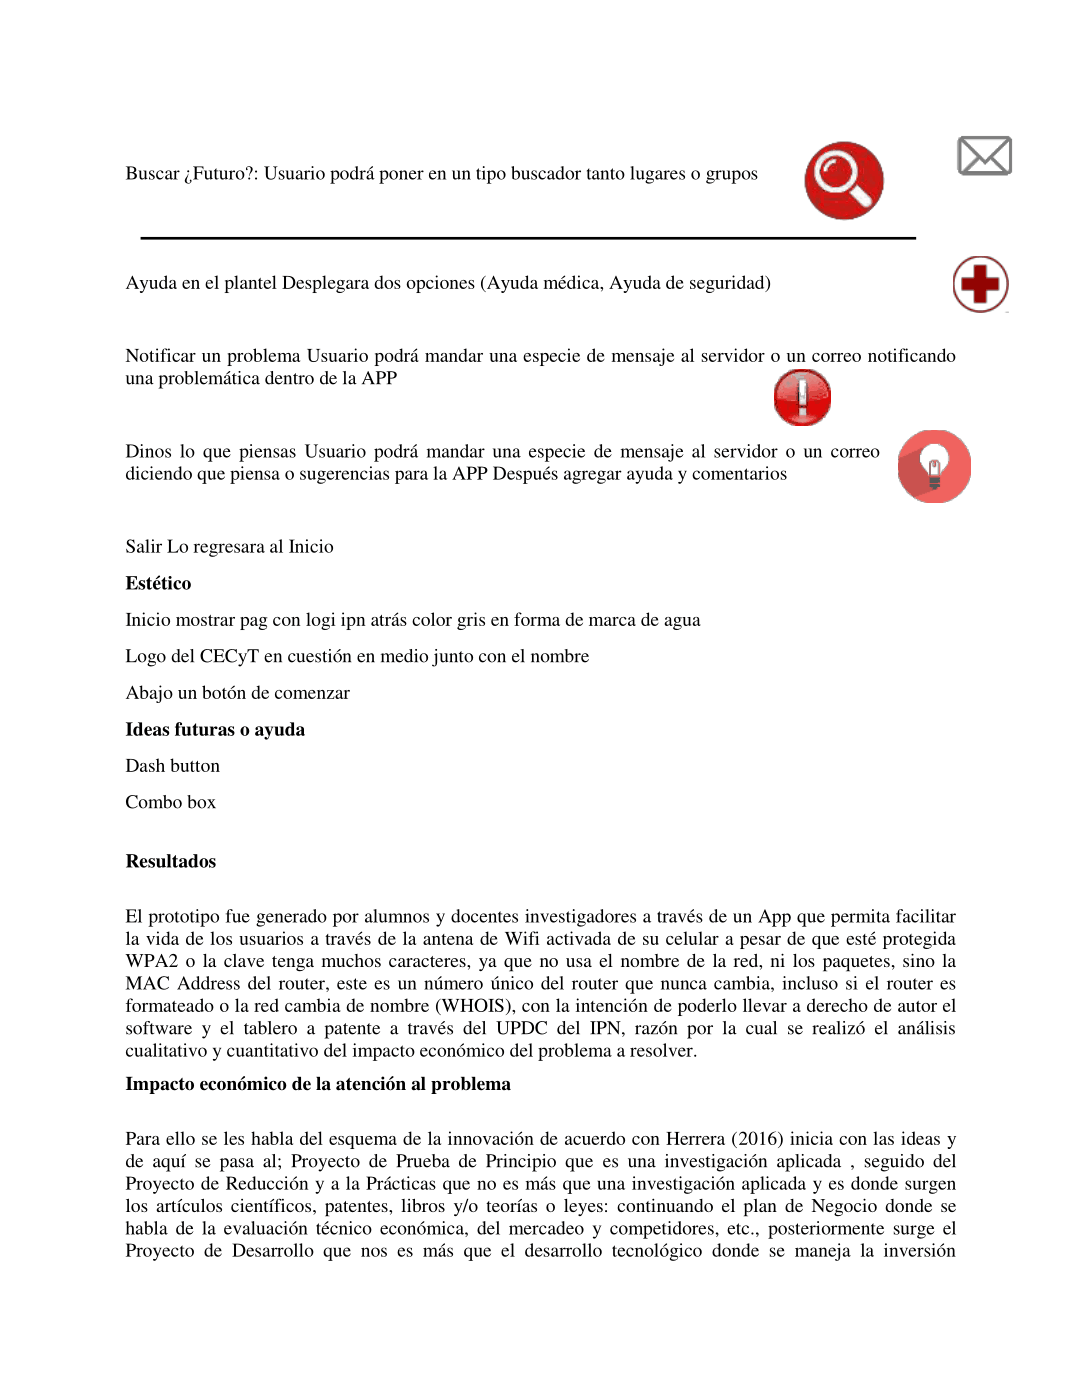 Buscar ¿Futuro?: Usuario podrá poner en un tipo buscador tanto lugares o grupos
Ayuda en el plantel Desplegara dos opciones (Ayuda médica, Ayuda de seguridad)
Notificar un problema Usuario podrá mandar una especie de mensaje al servidor o un correo notificando
una problemática dentro de la APP
Dinos lo que piensas Usuario podrá mandar una especie de mensaje al servidor o un correo
diciendo que piensa o sugerencias para la APP Después agregar ayuda y comentarios
Salir Lo regresara al Inicio
Estético
Inicio mostrar pag con logi ipn atrás color gris en forma de marca de agua
Logo del CECyT en cuestión en medio junto con el nombre
Abajo un botón de comenzar
Ideas futuras o ayuda
Dash button
Combo box
Resultados
El prototipo fue generado por alumnos y docentes investigadores a través de un App que permita facilitar
la vida de los usuarios a través de la antena de Wifi activada de su celular a pesar de que esté protegida
WPA2 o la clave tenga muchos caracteres, ya que no usa el nombre de la red, ni los paquetes, sino la
MAC Address del router, este es un número único del router que nunca cambia, incluso si el router es
formateado o la red cambia de nombre (WHOIS), con la intención de poderlo llevar a derecho de autor el
software y el tablero a patente a través del UPDC del IPN, razón por la cual se realizó el análisis
cualitativo y cuantitativo del impacto económico del problema a resolver.
Impacto económico de la atención al problema
Para ello se les habla del esquema de la innovación de acuerdo con Herrera (2016) inicia con las ideas y
de aquí se pasa al; Proyecto de Prueba de Principio que es una investigación aplicada , seguido del
Proyecto de Reducción y a la Prácticas que no es más que una investigación aplicada y es donde surgen
los artículos científicos, patentes, libros y/o teorías o leyes: continuando el plan de Negocio donde se
habla de la evaluación técnico económica, del mercadeo y competidores, etc., posteriormente surge el
Proyecto de Desarrollo que nos es más que el desarrollo tecnológico donde se maneja la inversión